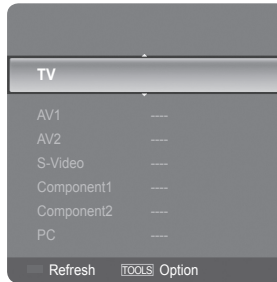 TV
AV1 ----
AV2 ----
S-Video ----
Component1 ----
Component2 ----
PC ----
Refresh TOOLS Option